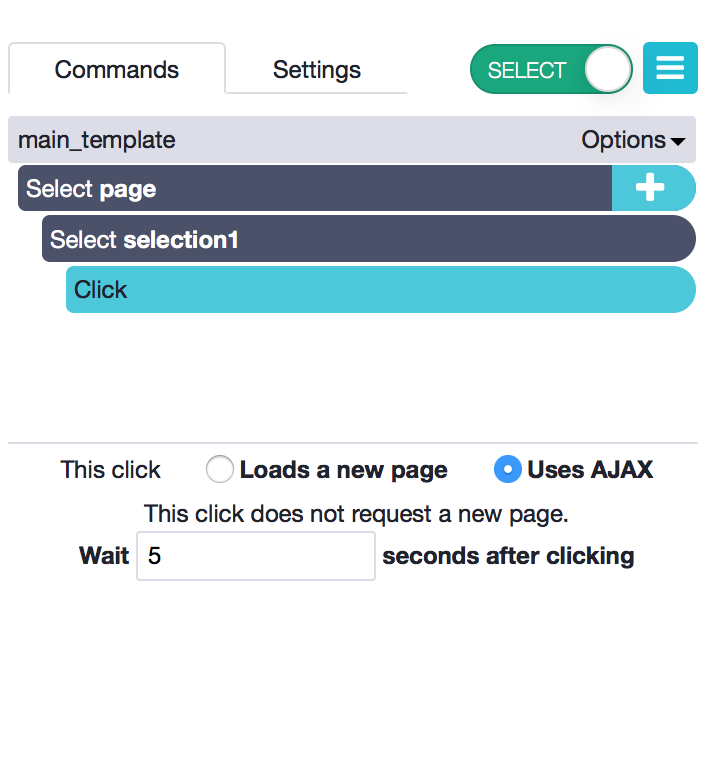 Commands Settings SELECT
main_template Options
Select page
Select selection1
Click
This click Loads a new page Uses AJAX
This click does not request a new page.
Wait 5 seconds after clicking